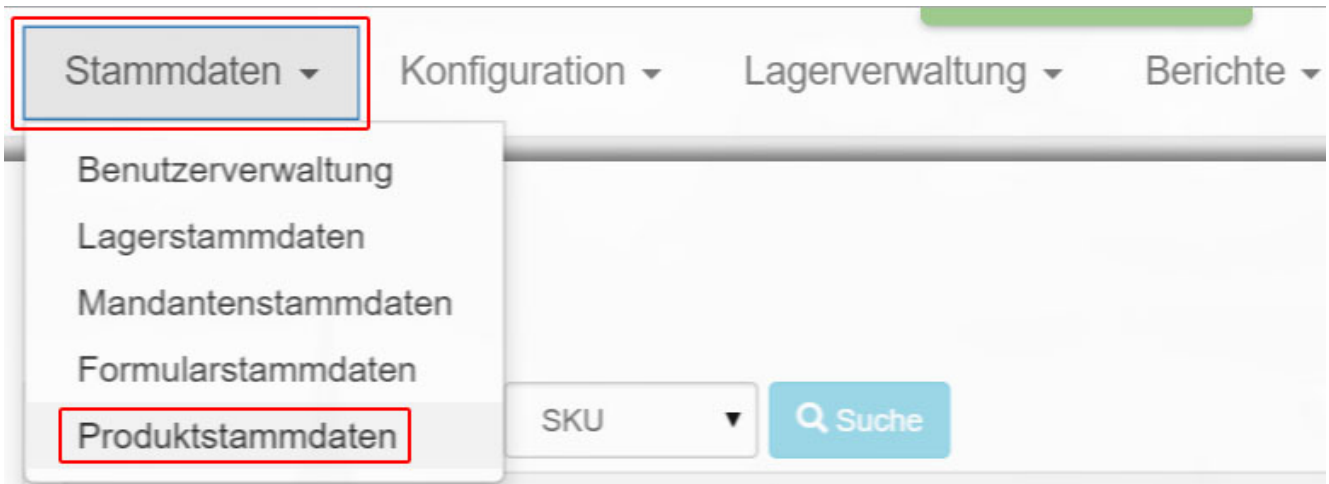 Stammdaten Konfiguration Lagerverwaltung Berichte
Benutzerverwaltung
Lagerstammdaten
Mandantenstammdaten
Formularstammdaten
Produktstammdaten
SKU Suche